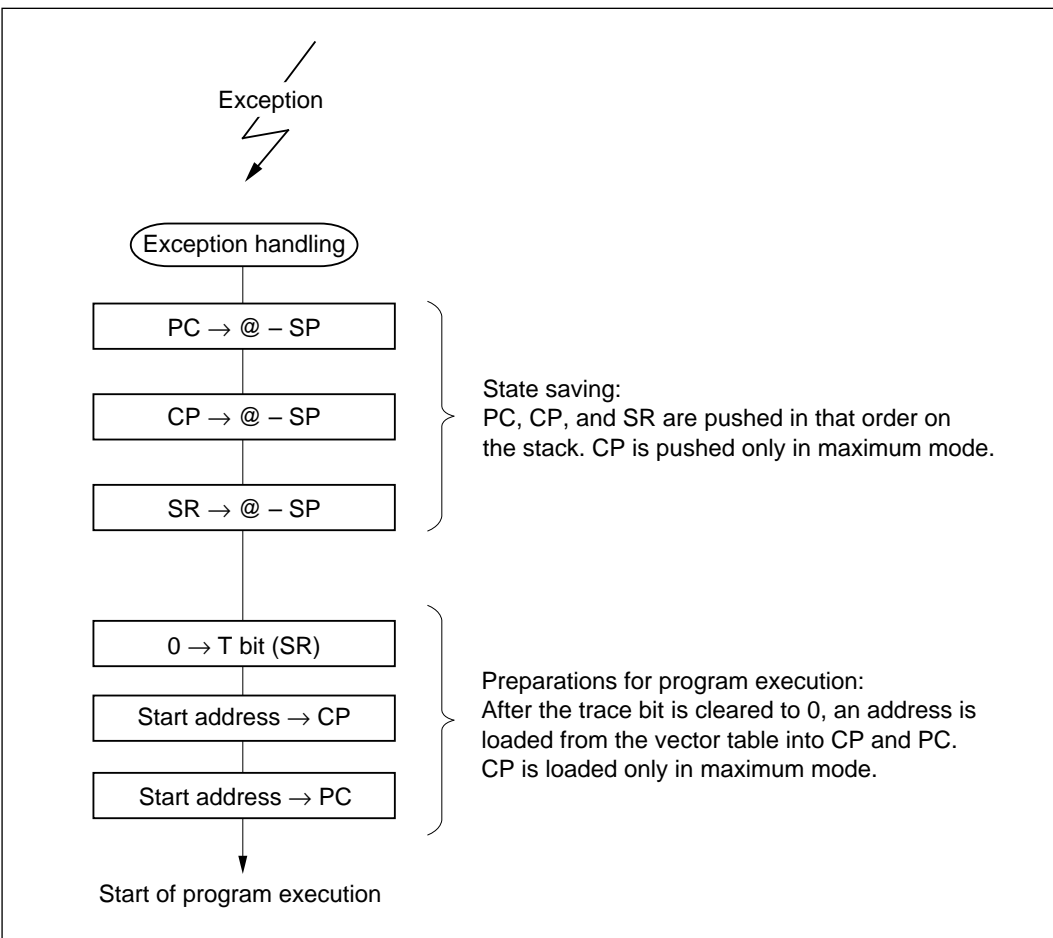 Exception
Exception handling
PC → @ – SP
CP → @ – SP
SR → @ – SP
State saving:
PC, CP, and SR are pushed in that order on
the stack. CP is pushed only in maximum mode.
0 → T bit (SR)
Start address → CP
Start address → PC
Preparations for program execution:
After the trace bit is cleared to 0, an address is
loaded from the vector table into CP and PC.
CP is loaded only in maximum mode.
Start of program execution